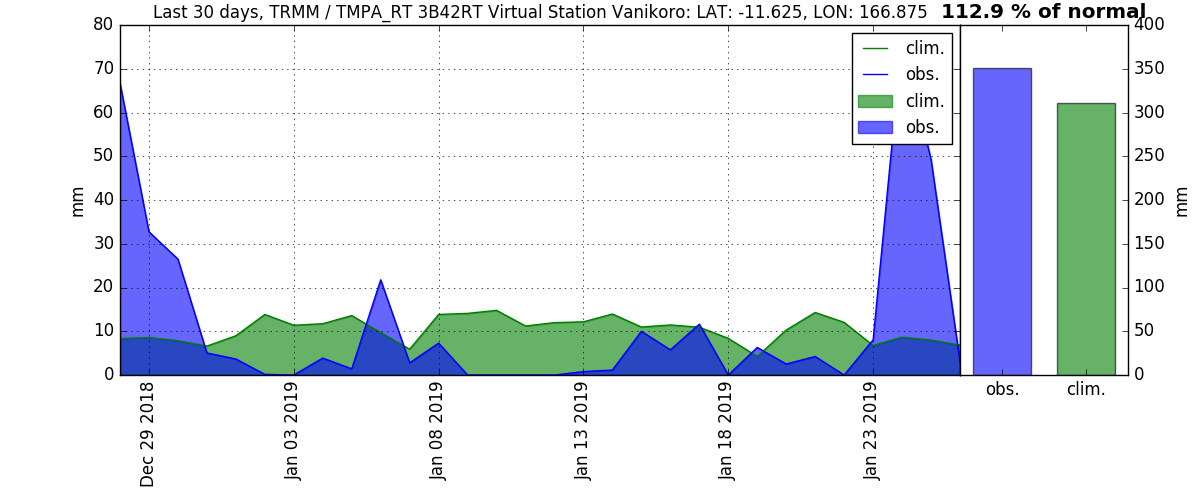 Last 30 days, TRMM / TMPA_RT 3B42RT Virtual Station Vanikoro: LAT: -11.625, LON: 166.875 112.9 % of normal
80
70
60
50
40
30
20
10
0
mm
clim.
obs.
clim.
obs.
400
350
300
250
200
150
100
50
0
mm
Dec 29 2018
Jan 03 2019
Jan 08 2019
Jan 13 2019
Jan 18 2019
Jan 23 2019
obs.
clim.